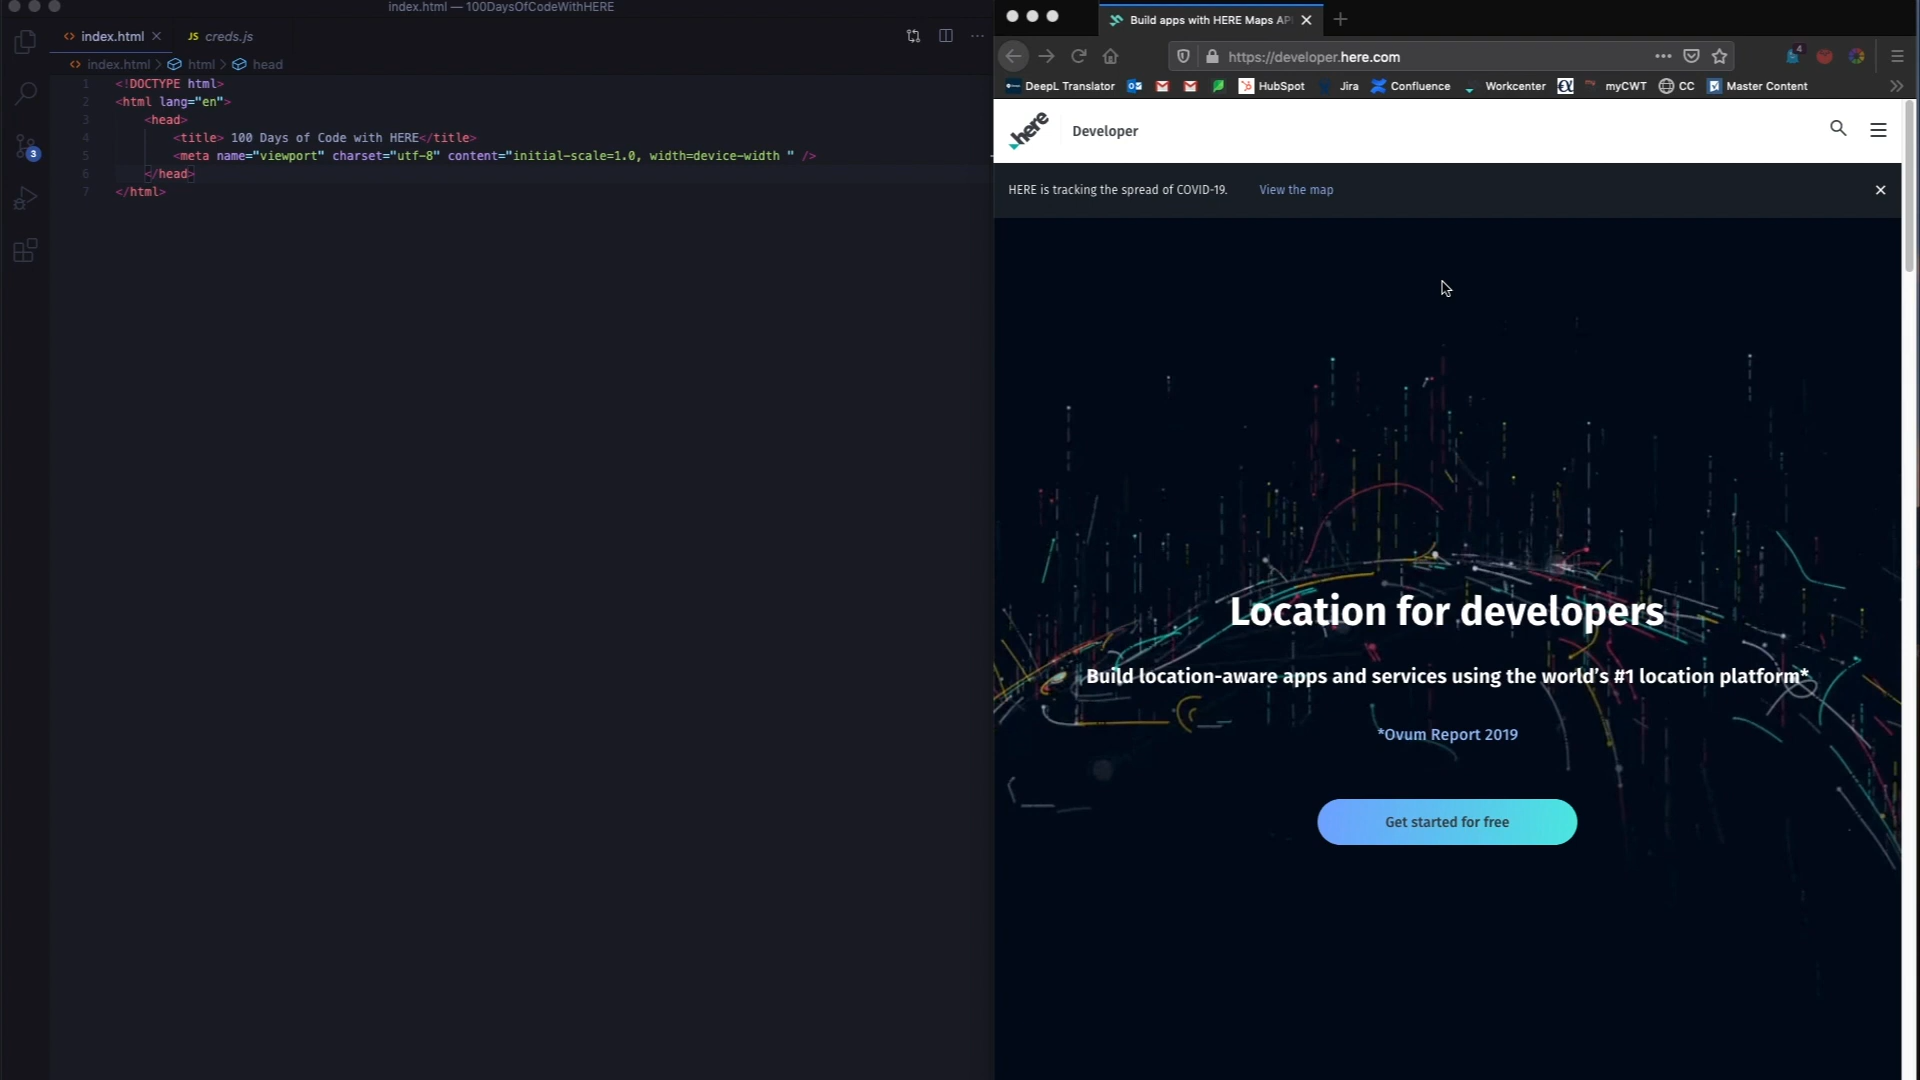 index.html — 100DaysOfCodeWithHERE
index.html
JS creds.js
index.html > html > head
1 <!DOCTYPE html>
2 <html lang="en">
3 <head>
4 <title> 100 Days of Code with HERE</title>
5 <meta name="viewport" charset="utf-8" content="initial-scale=1.0, width=device-width " />
6 </head>
7 </html>
3
Build apps with HERE Maps AP
https://developer.here.com
4
DeepL Translator
HubSpot
Jira
Confluence
Workcenter
myCWT
CC
Master Content
here
Developer
HERE is tracking the spread of COVID-19. View the map
Location for developers
Build location-aware apps and services using the world's #1 location platform*
*Ovum Report 2019
Get started for free